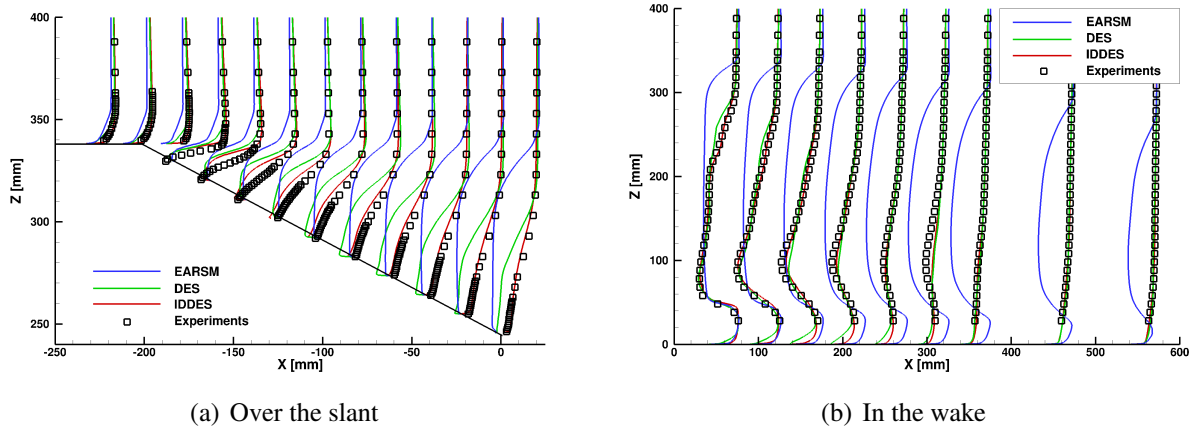 400
350
300
250
Z [mm]
-250
-200
-150
-100
-50
0
X [mm]
EARSM
DES
IDDES
Experiments
(a) Over the slant
400
300
200
100
0
Z [mm]
0
100
200
300
400
500
600
X [mm]
EARSM
DES
IDDES
Experiments
(b) In the wake